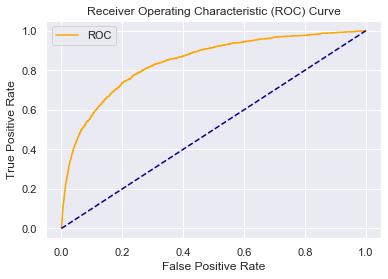 Receiver Operating Characteristic (ROC) Curve
ROC
True Positive Rate
1.0
0.8
0.6
0.4
0.2
0.0
0.0 0.2 0.4 0.6 0.8 1.0
False Positive Rate